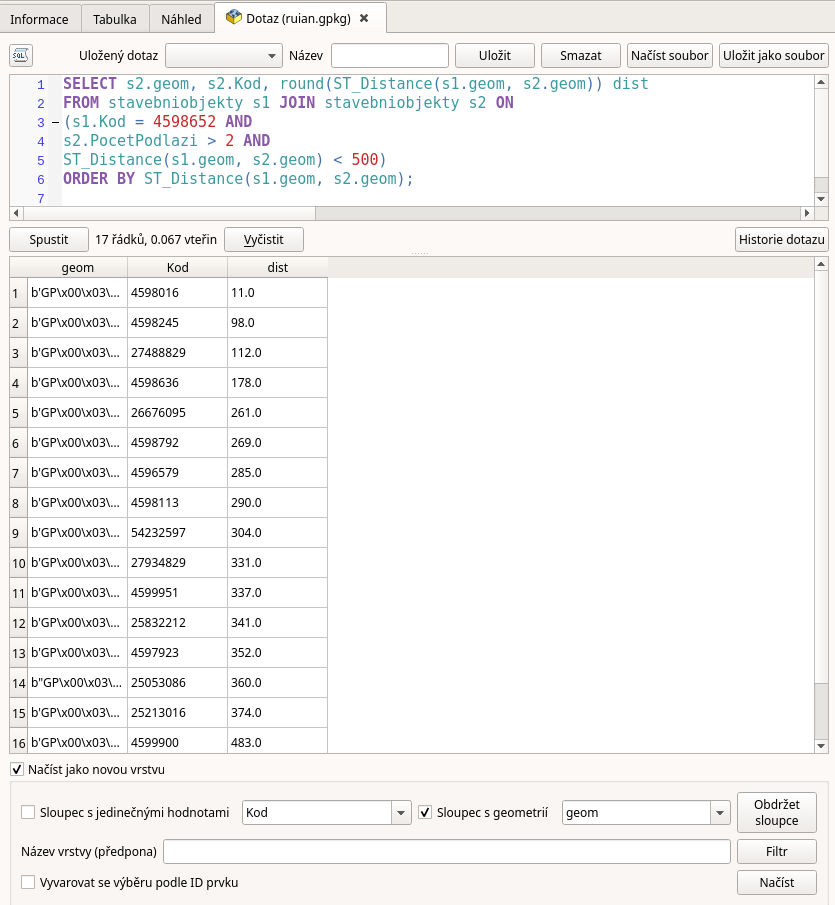 Informace Tabulka Náhled Dotaz (ruian.gpkg)
SQL Uložený dotaz Název Uložit Smazat Načíst soubor Uložit jako soubor
1 SELECT s2.geom, s2.Kod, round(ST_Distance(s1.geom, s2.geom)) dist
2 FROM stavebniobjekty s1 JOIN stavebniobjekty s2 ON
3 (s1.Kod = 4598652 AND
4 s2.PocetPodlazi > 2 AND
5 ST_Distance(s1.geom, s2.geom) < 500)
6 ORDER BY ST_Distance(s1.geom, s2.geom);
7
Spustit 17 řádků, 0.067 vteřin Vyčistit Historie dotazu
geom Kod dist
1 b'GP\x00\x03\... 4598016 11.0
2 b'GP\x00\x03\... 4598245 98.0
3 b'GP\x00\x03\... 27488829 112.0
4 b'GP\x00\x03\... 4598636 178.0
5 b'GP\x00\x03\... 26676095 261.0
6 b'GP\x00\x03\... 4598792 269.0
7 b'GP\x00\x03\... 4596579 285.0
8 b'GP\x00\x03\... 4598113 290.0
9 b'GP\x00\x03\... 54232597 304.0
10 b'GP\x00\x03\... 27934829 331.0
11 b'GP\x00\x03\... 4599951 337.0
12 b'GP\x00\x03\... 25832212 341.0
13 b'GP\x00\x03\... 4597923 352.0
14 b"GP\x00\x03\... 25053086 360.0
15 b'GP\x00\x03\... 25213016 374.0
16 b'GP\x00\x03\... 4599900 483.0
Načíst jako novou vrstvu
Sloupec s jedinečnými hodnotami Kod Sloupec s geometrií geom Obdržet sloupce
Název vrstvy (předpona) Filtr
Vyvarovat se výběru podle ID prvku Načíst